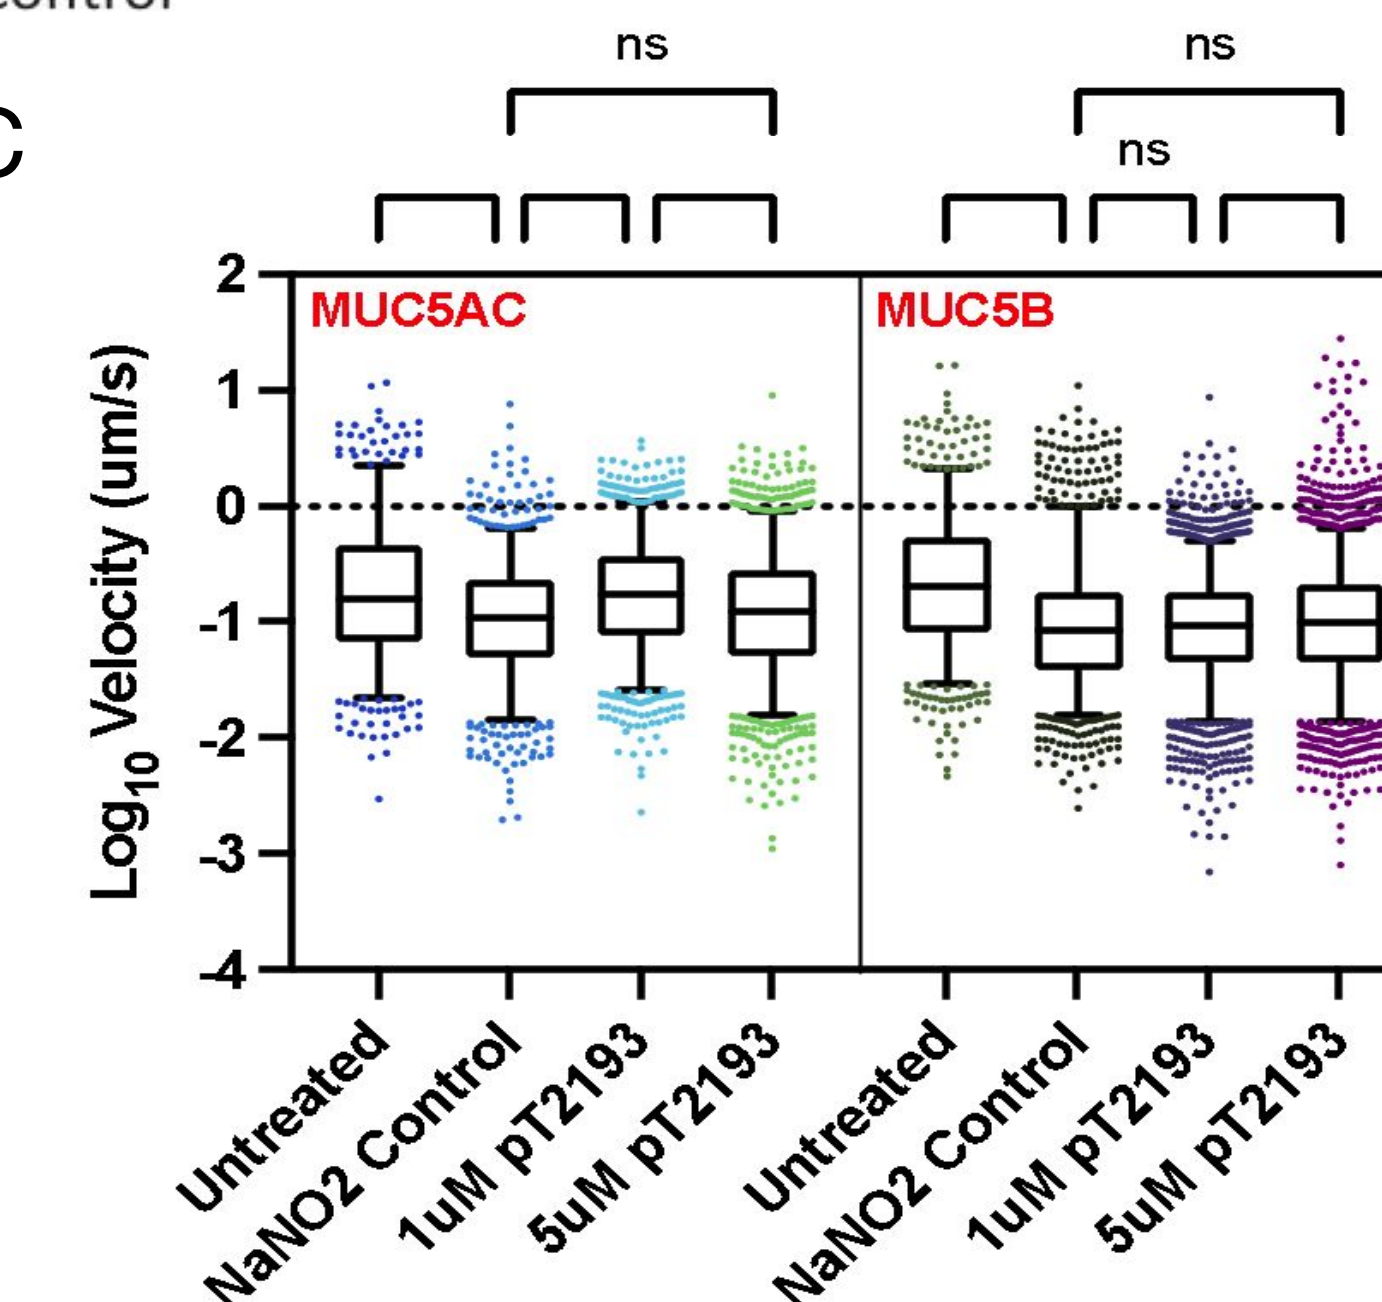 control
C
ns
ns
ns
MUC5AC
MUC5B
Log10 Velocity (um/s)
2
1
0
-1
-2
-3
-4
Untreated
NaNO2 Control
1uM pT2193
5uM pT2193
Untreated
NaNO2 Control
1uM pT2193
5uM pT2193